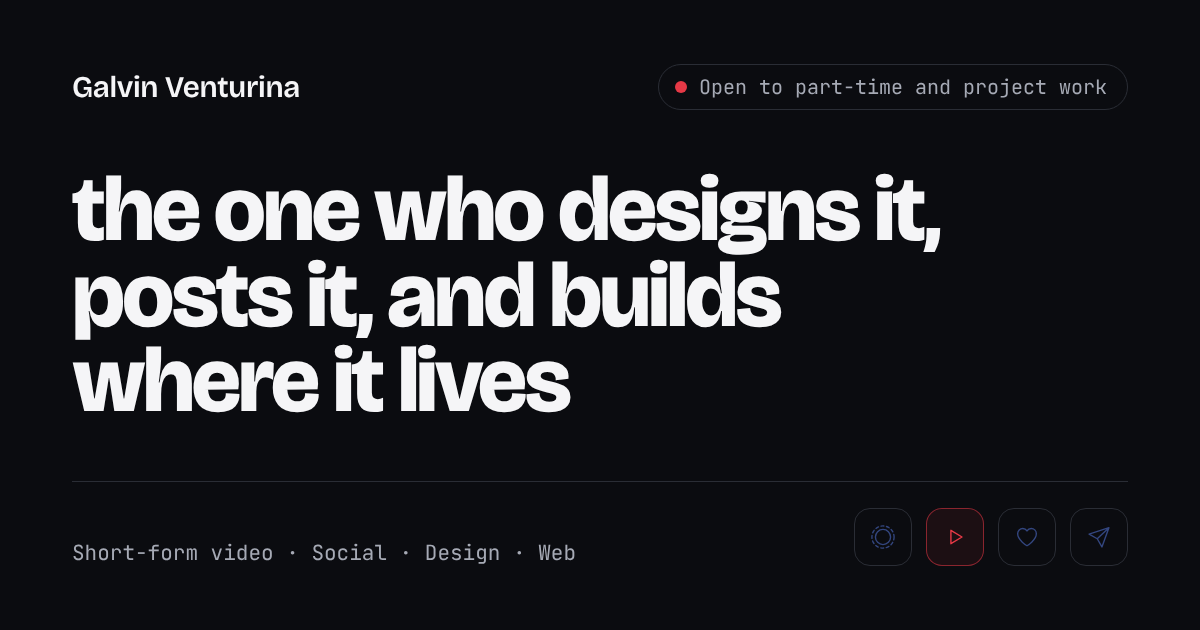 Galvin Venturina
Open to part-time and project work
the one who designs it,
posts it, and builds
where it lives
Short-form video · Social · Design · Web